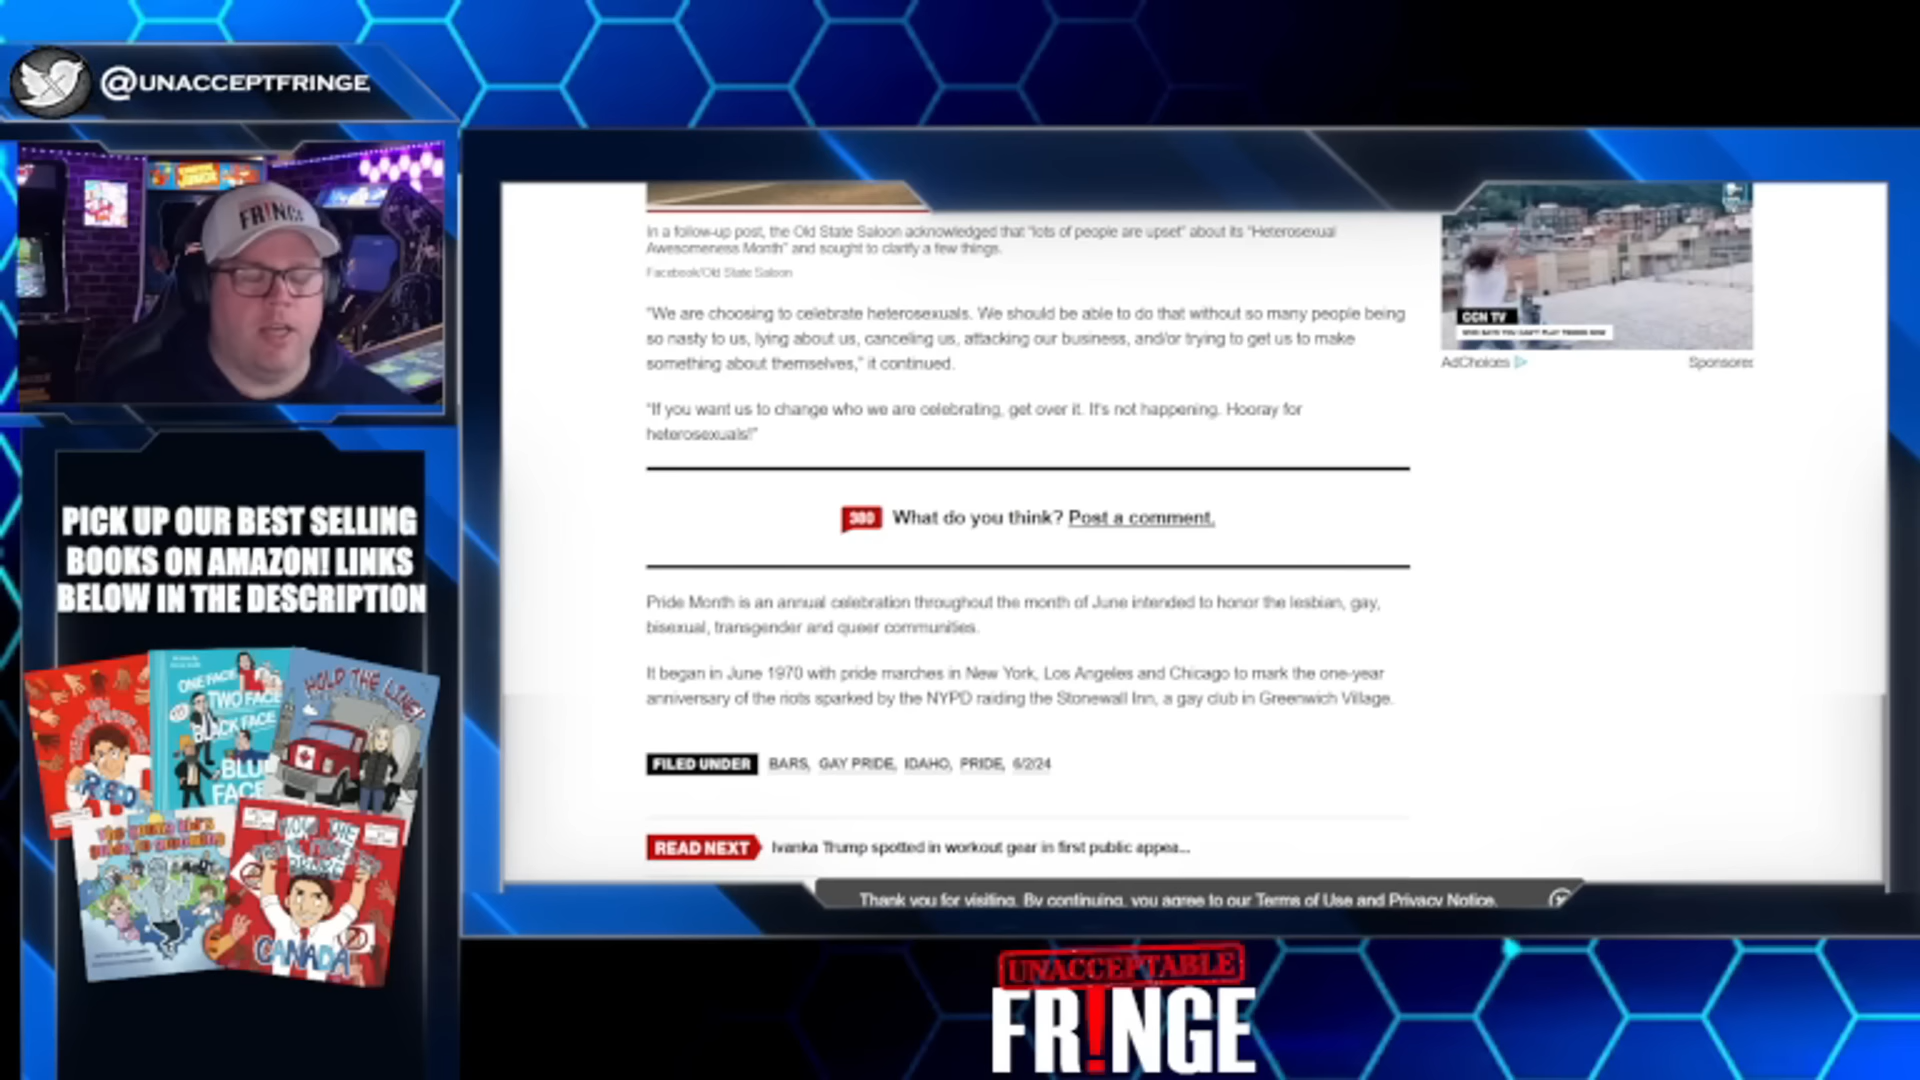 @UNACCEPTFRINGE
FR!NGE
In a follow-up post, the Old State Saloon acknowledged that "lots of people are upset" about its "Heterosexual
Awesomeness Month" and sought to clarify a few things.
Facebook/Old State Saloon
"We are choosing to celebrate heterosexuals. We should be able to do that without so many people being
so nasty to us, lying about us, canceling us, attacking our business, and/or trying to get us to make
something about themselves," it continued.
"If you want us to change who we are celebrating, get over it. It's not happening. Hooray for
heterosexuals!"
380
What do you think? Post a comment.
Pride Month is an annual celebration throughout the month of June intended to honor the lesbian, gay,
bisexual, transgender and queer communities.
It began in June 1970 with pride marches in New York, Los Angeles and Chicago to mark the one-year
anniversary of the riots sparked by the NYPD raiding the Stonewall Inn, a gay club in Greenwich Village.
FILED UNDER BARS, GAY PRIDE, IDAHO, PRIDE, 6/2/24
READ NEXT Ivanka Trump spotted in workout gear in first public appea...
Thank you for visiting. By continuing, you agree to our Terms of Use and Privacy Notice.
CCN TV
AdChoices
Sponsored
PICK UP OUR BEST SELLING
BOOKS ON AMAZON! LINKS
BELOW IN THE DESCRIPTION
ONE FACE
TWO FACE
BLACK FACE
BLUE
FACE
HOLD THE LINE!
CANADA
UNACCEPTABLE
FR!NGE